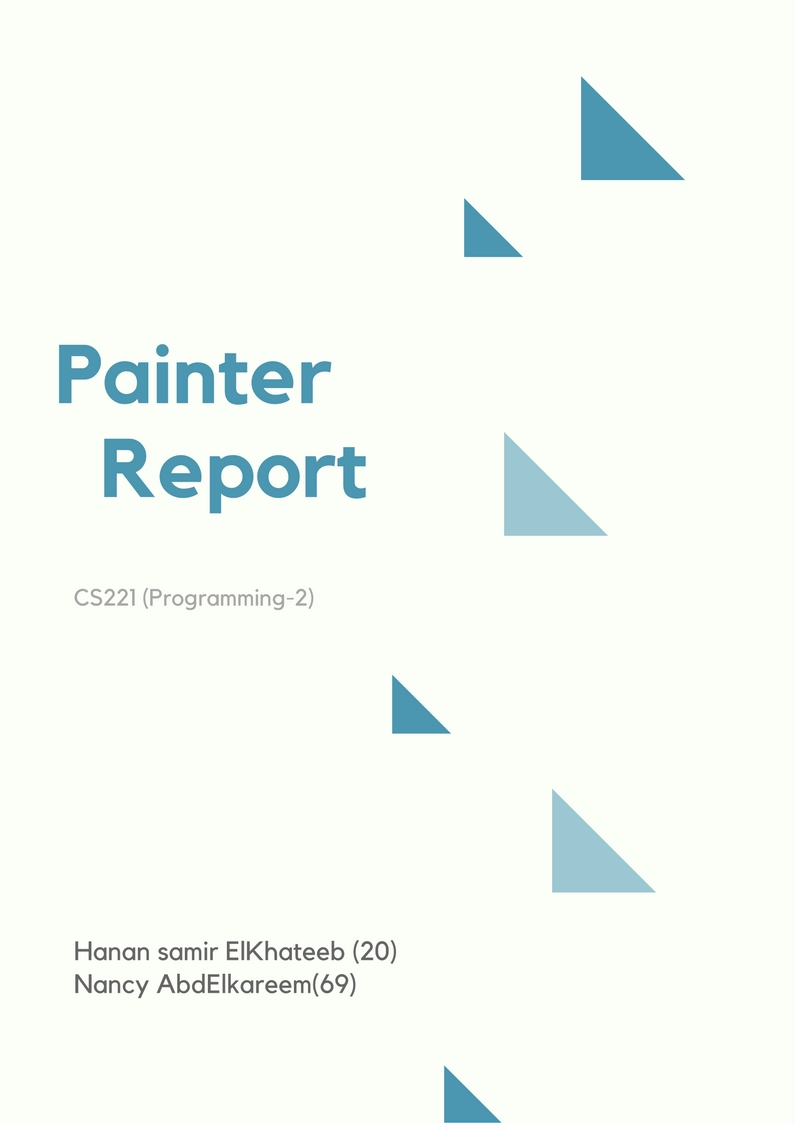 Painter
Report
CS221 (Programming-2)
Hanan samir ElKhateeb (20)
Nancy AbdElkareem(69)